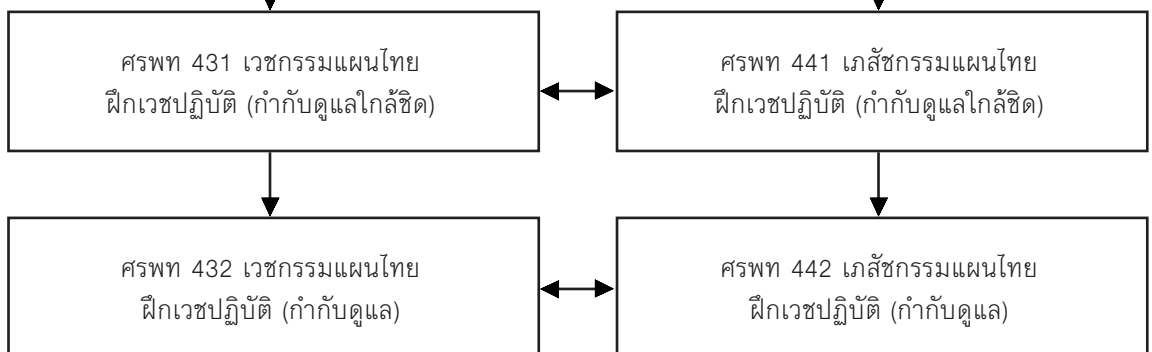 ศรพท 431 เวชกรรมแผนไทย
ฝึกเวชปฏิบัติ (กำกับดูแลใกล้ชิด)
ศรพท 441 เภสัชกรรมแผนไทย
ฝึกเวชปฏิบัติ (กำกับดูแลใกล้ชิด)
ศรพท 432 เวชกรรมแผนไทย
ฝึกเวชปฏิบัติ (กำกับดูแล)
ศรพท 442 เภสัชกรรมแผนไทย
ฝึกเวชปฏิบัติ (กำกับดูแล)